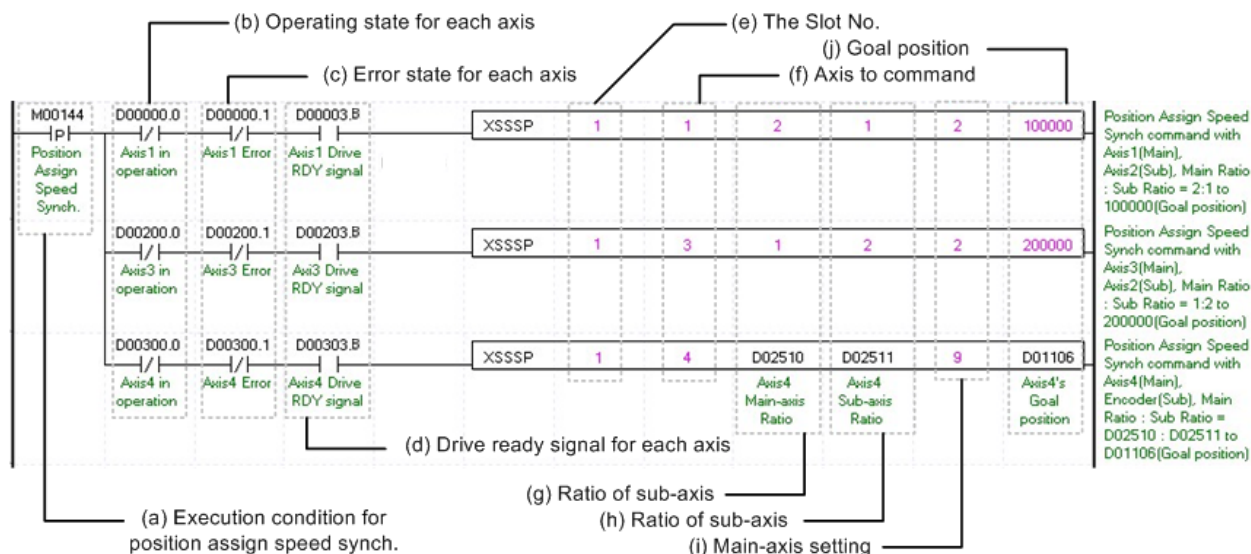 (b) Operating state for each axis
(e) The Slot No.
(j) Goal position
(c) Error state for each axis
(f) Axis to command
M00144
P
Position
Assign
Speed
Synch.
D00000.0
Axis1 in
operation
D00000.1
Axis1 Error
D00003.B
Axis1 Drive
RDY signal
XSSSP 1 1 2 1 2 100000
Position Assign Speed
Synch command with
Axis1(Main),
Axis2(Sub), Main Ratio
: Sub Ratio = 2:1 to
100000(Goal position)
D00200.0
Axis3 in
operation
D00200.1
Axis3 Error
D00203.B
Axi3 Drive
RDY signal
XSSSP 1 3 1 2 2 200000
Position Assign Speed
Synch command with
Axis3(Main),
Axis2(Sub), Main Ratio
: Sub Ratio = 1:2 to
200000(Goal position)
D00300.0
Axis4 in
operation
D00300.1
Axis4 Error
D00303.B
Axis4 Drive
RDY signal
XSSSP 1 4 D02510 D02511 9 D01106
Axis4
Main-axis
Ratio
Axis4
Sub-axis
Ratio
Axis4's
Goal
position
Position Assign Speed
Synch command with
Axis4(Main),
Encoder(Sub), Main
Ratio : Sub Ratio =
D02510 : D02511 to
D01106(Goal position)
(d) Drive ready signal for each axis
(g) Ratio of sub-axis
(h) Ratio of sub-axis
(i) Main-axis setting
(a) Execution condition for
position assign speed synch.